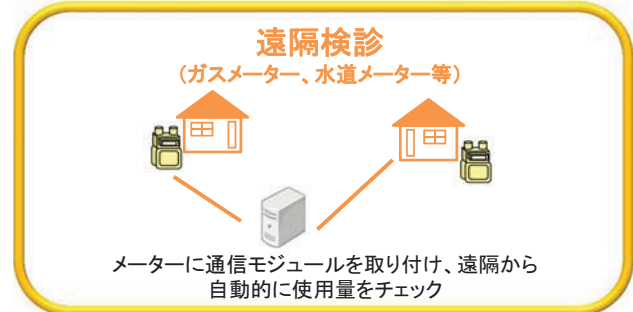 遠隔検診
（ガスメーター、水道メーター等）
メーターに通信モジュールを取り付け、遠隔から
自動的に使用量をチェック